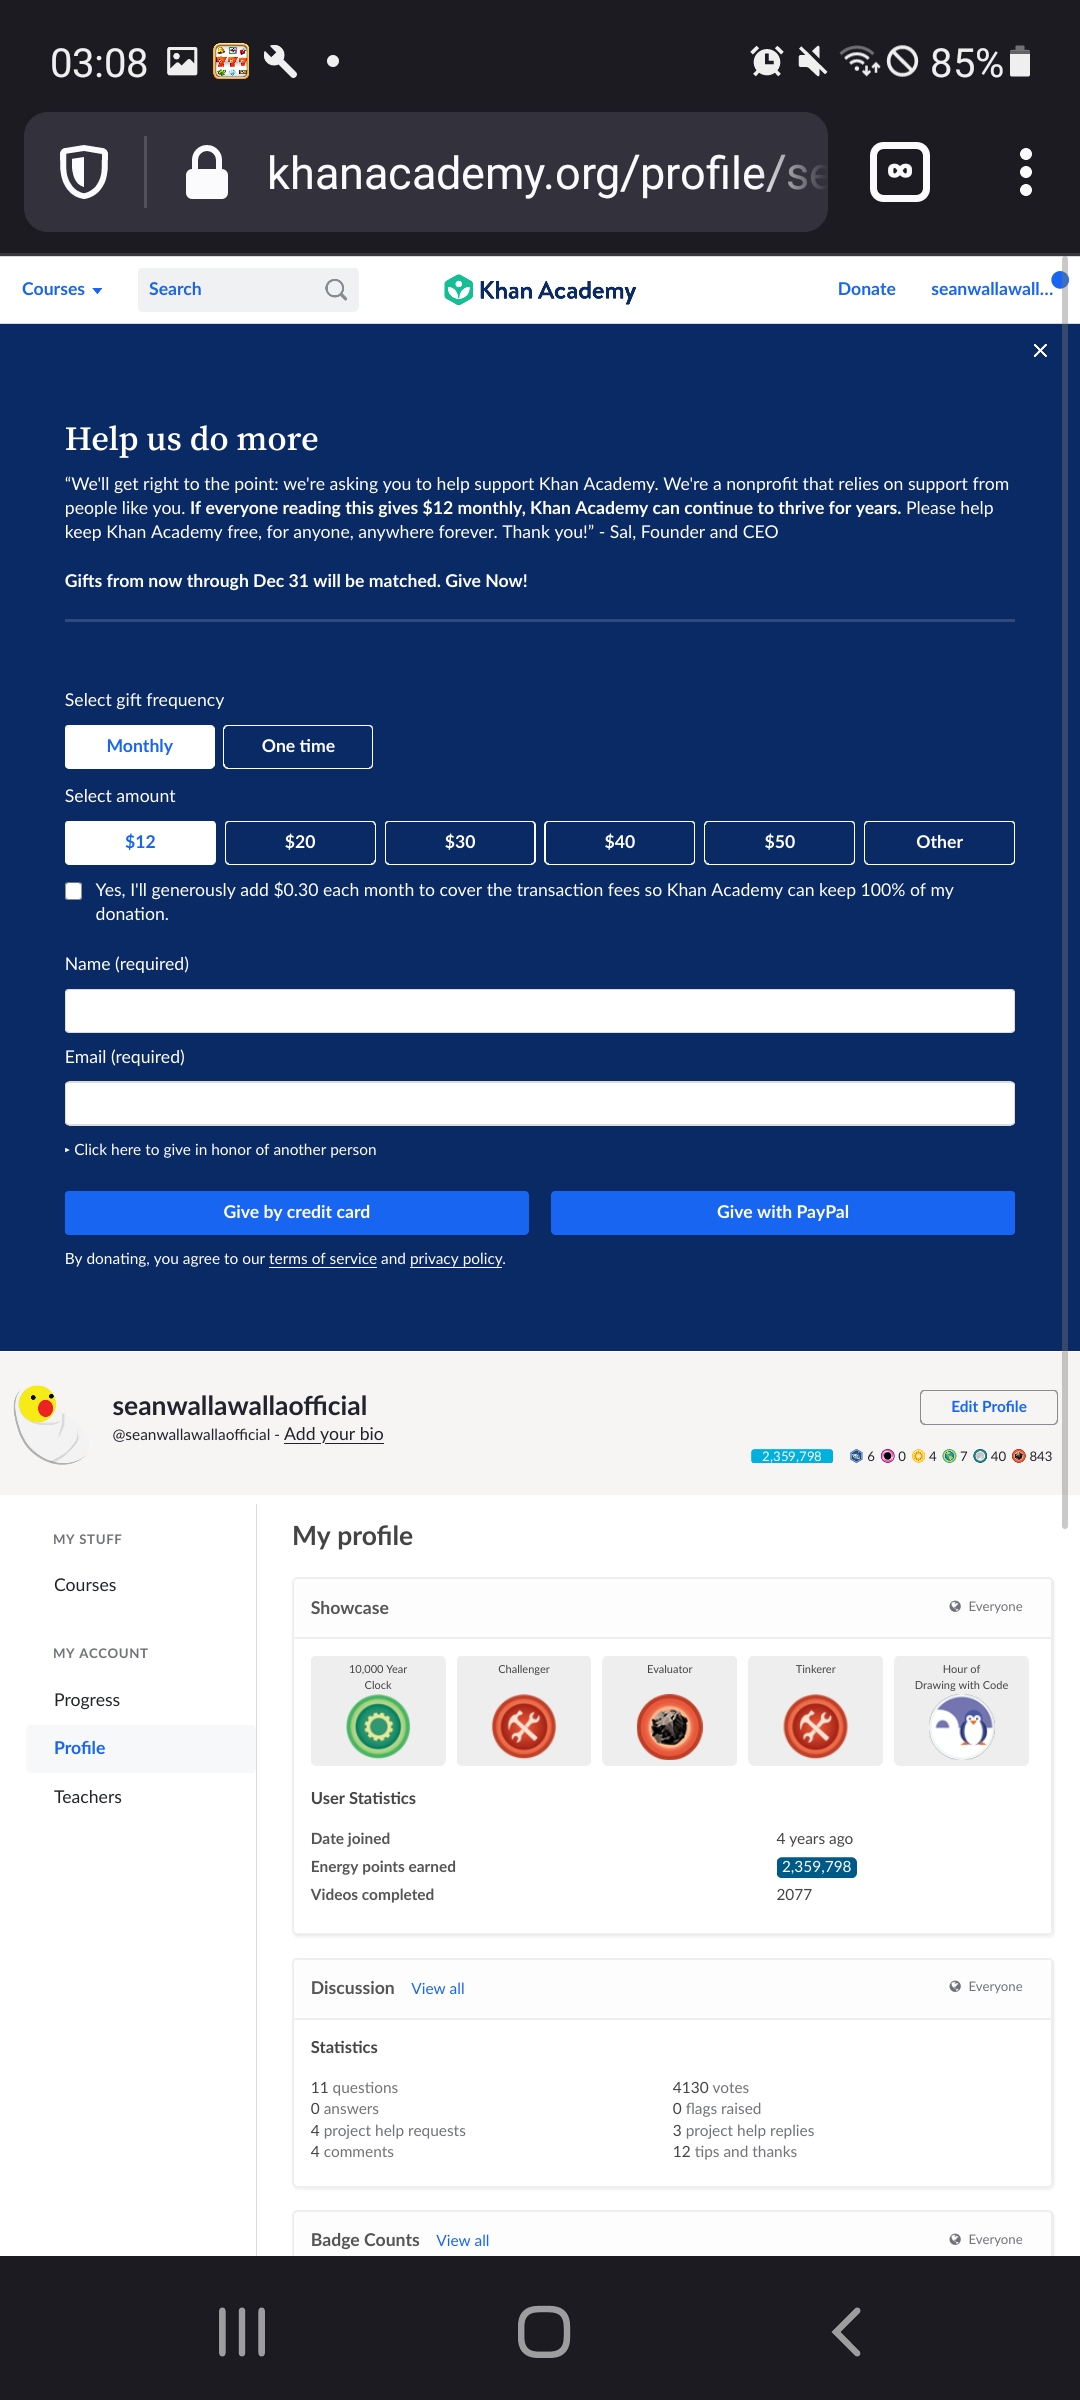 03:08
85%
khanacademy.org/profile/se
Courses
Search
Khan Academy
Donate
seanwallawall...
Help us do more
“We'll get right to the point: we're asking you to help support Khan Academy. We're a nonprofit that relies on support from
people like you. If everyone reading this gives $12 monthly, Khan Academy can continue to thrive for years. Please help
keep Khan Academy free, for anyone, anywhere forever. Thank you!” - Sal, Founder and CEO
Gifts from now through Dec 31 will be matched. Give Now!
Select gift frequency
Monthly
One time
Select amount
$12
$20
$30
$40
$50
Other
Yes, I'll generously add $0.30 each month to cover the transaction fees so Khan Academy can keep 100% of my
donation.
Name (required)
Email (required)
Click here to give in honor of another person
Give by credit card
Give with PayPal
By donating, you agree to our terms of service and privacy policy.
seanwallawallaofficial
@seanwallawallaofficial - Add your bio
Edit Profile
2,359,798 6 0 4 7 40 843
MY STUFF
Courses
MY ACCOUNT
Progress
Profile
Teachers
My profile
Showcase
Everyone
10,000 Year
Clock
Challenger
Evaluator
Tinkerer
Hour of
Drawing with Code
User Statistics
Date joined 4 years ago
Energy points earned 2,359,798
Videos completed 2077
Discussion View all
Everyone
Statistics
11 questions 4130 votes
0 answers 0 flags raised
4 project help requests 3 project help replies
4 comments 12 tips and thanks
Badge Counts View all
Everyone